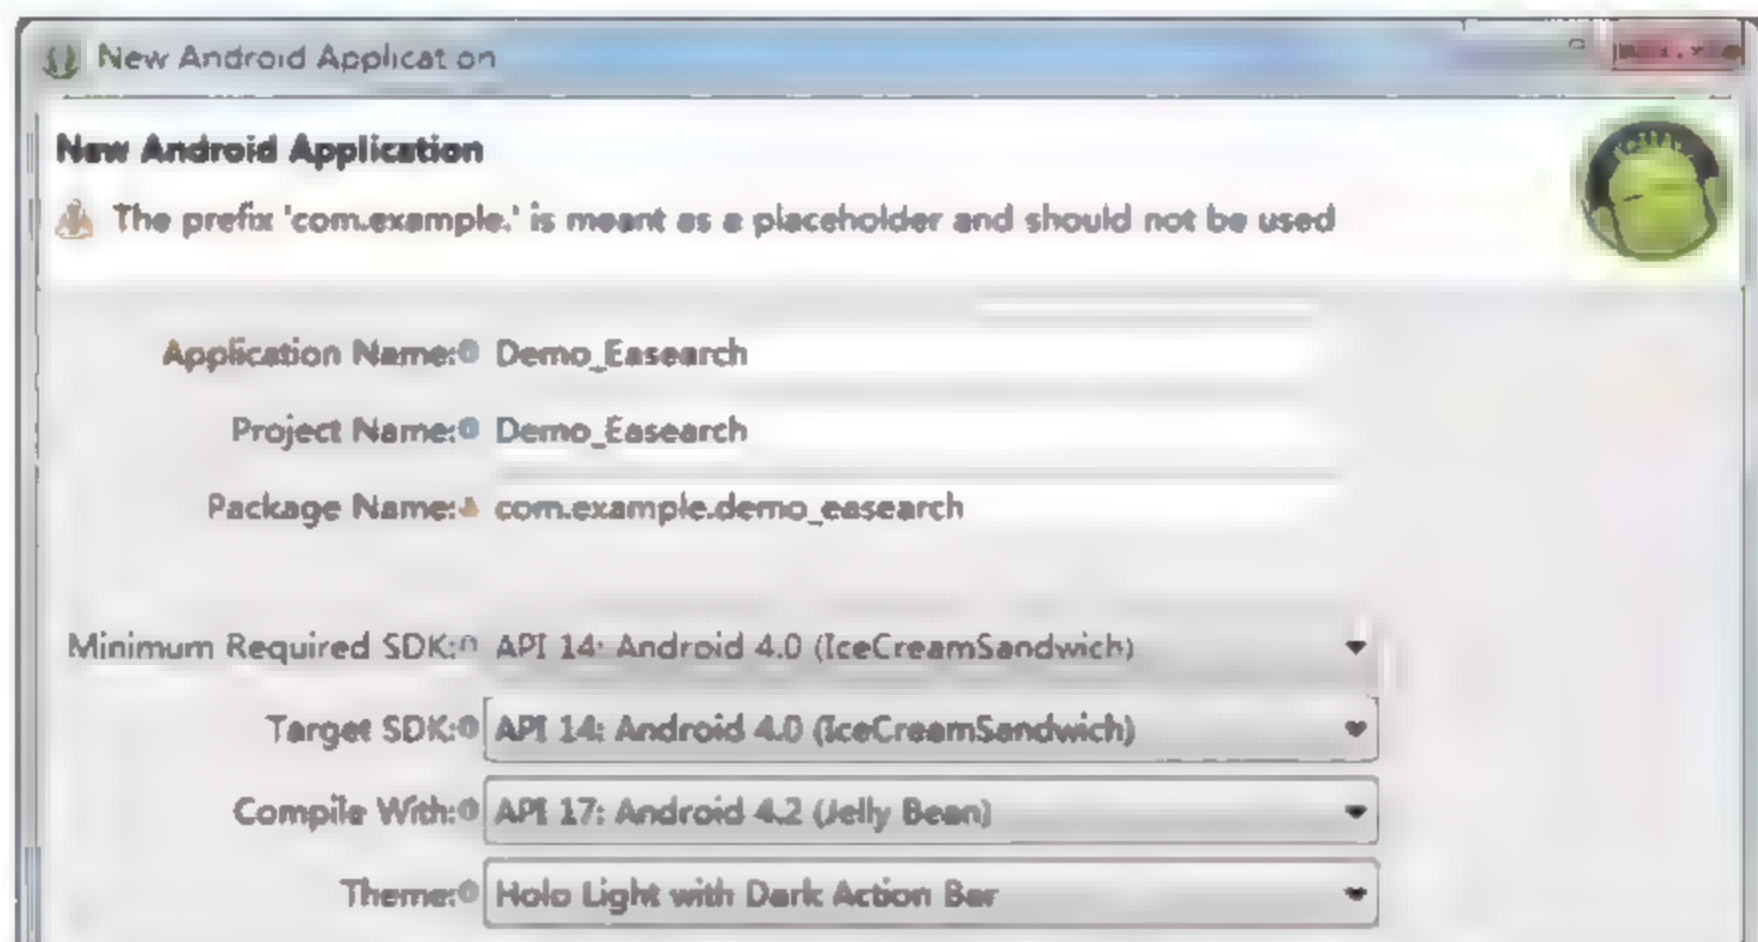 New Android Application
New Android Application
The prefix 'com.example.' is meant as a placeholder and should not be used
Application Name: Demo_Easearch
Project Name: Demo_Easearch
Package Name: com.example.demo_easearch
Minimum Required SDK: API 14: Android 4.0 (IceCreamSandwich)
Target SDK: API 14: Android 4.0 (IceCreamSandwich)
Compile With: API 17: Android 4.2 (Jelly Bean)
Theme: Holo Light with Dark Action Bar